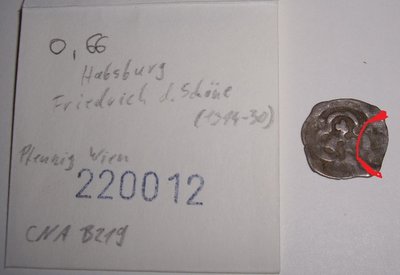 0,66
Habsburg
Friedrich d. Schöne
(1314-30)
Pfennig Wien
220012
CNA B219